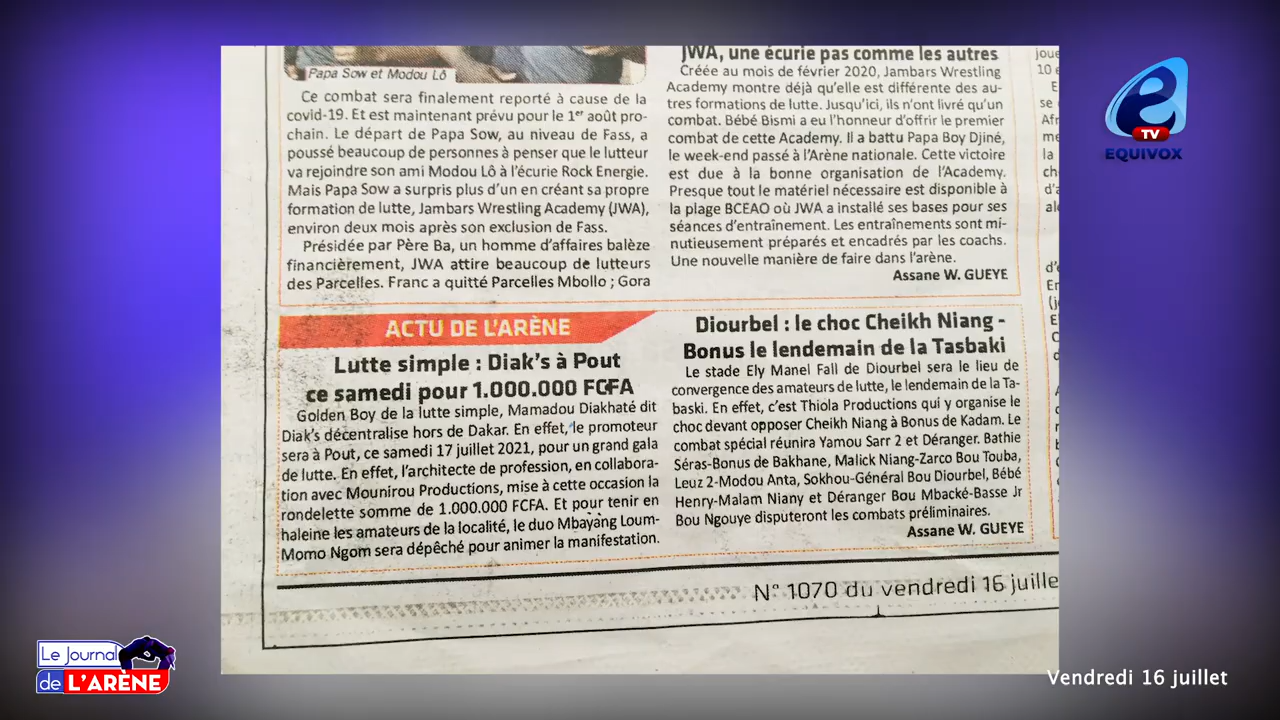 Papa Sow et Modou Lô
Ce combat sera finalement reporté à cause de la
covid-19. Et est maintenant prévu pour le 1er août pro-
chain. Le départ de Papa Sow, au niveau de Fass, a
poussé beaucoup de personnes à penser que le lutteur
va rejoindre son ami Modou Lô à l'écurie Rock Energie.
Mais Papa Sow a surpris plus d'un en créant sa propre
formation de lutte, Jambars Wrestling Academy (JWA),
environ deux mois après son exclusion de Fass.
Présidée par Père Ba, un homme d'affaires balèze
financièrement, JWA attire beaucoup de lutteurs
des Parcelles. Franc a quitté Parcelles Mbollo ; Gora
JWA, une écurie pas comme les autres
Créée au mois de février 2020, Jambars Wrestling
Academy montre déjà qu'elle est différente des au-
tres formations de lutte. Jusqu'ici, ils n'ont livré qu'un
combat. Bébé Bismi a eu l'honneur d'offrir le premier
combat de cette Academy. Il a battu Papa Boy Djiné,
le week-end passé à l'Arène nationale. Cette victoire
est due à la bonne organisation de l'Academy.
Presque tout le matériel nécessaire est disponible à
la plage BCEAO où JWA a installé ses bases pour ses
séances d'entraînement. Les entraînements sont mi-
nutieusement préparés et encadrés par les coachs.
Une nouvelle manière de faire dans l'arène.
Assane W. GUEYE
ACTU DE L'ARÈNE
Lutte simple : Diak's à Pout
ce samedi pour 1.000.000 FCFA
Golden Boy de la lutte simple, Mamadou Diakhaté dit
Diak's décentralise hors de Dakar. En effet, le promoteur
sera à Pout, ce samedi 17 juillet 2021, pour un grand gala
de lutte. En effet, l'architecte de profession, en collabora-
tion avec Mounirou Productions, mise à cette occasion la
rondelette somme de 1.000.000 FCFA. Et pour tenir en
haleine les amateurs de la localité, le duo Mbayang Loum-
Momo Ngom sera dépêché pour animer la manifestation.
Diourbel : le choc Cheikh Niang -
Bonus le lendemain de la Tasbaki
Le stade Ely Manel Fall de Diourbel sera le lieu de
convergence des amateurs de lutte, le lendemain de la Ta-
baski. En effet, c'est Thiola Productions qui y organise le
choc devant opposer Cheikh Niang à Bonus de Kadam. Le
combat spécial réunira Yamou Sarr 2 et Déranger. Bathie
Séras-Bonus de Bakhane, Malick Niang-Zarco Bou Touba,
Leuz 2-Modou Anta, Sokhou-Général Bou Diourbel, Bébé
Henry-Malam Niany et Déranger Bou Mbacké-Basse Jr
Bou Ngouye disputeront les combats préliminaires.
Assane W. GUEYE
N° 1070 du vendredi 16 juille
e
TV
EQUIVOX
Le Journal
de L'ARÈNE
Vendredi 16 juillet